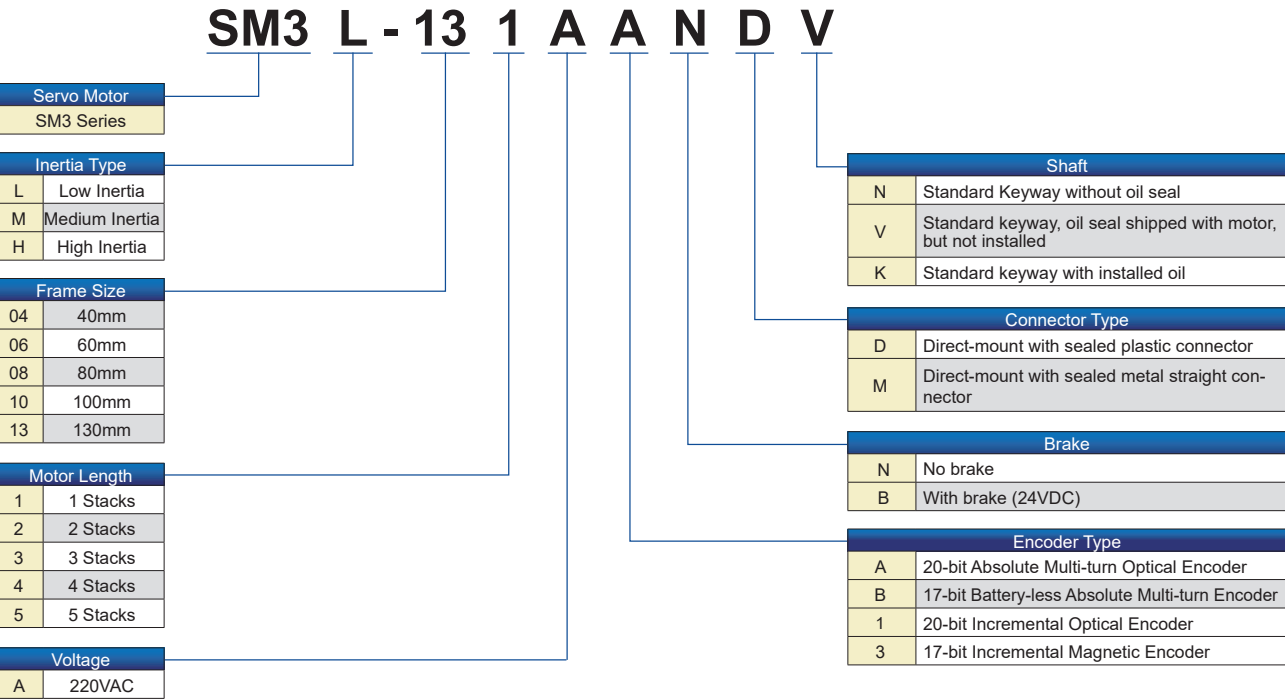 SM3 L - 13 1 A A N D V
Servo Motor
SM3 Series
Inertia Type
L Low Inertia
M Medium Inertia
H High Inertia
Frame Size
04 40mm
06 60mm
08 80mm
10 100mm
13 130mm
Motor Length
1 1 Stacks
2 2 Stacks
3 3 Stacks
4 4 Stacks
5 5 Stacks
Voltage
A 220VAC
Shaft
N Standard Keyway without oil seal
V Standard keyway, oil seal shipped with motor,
but not installed
K Standard keyway with installed oil
Connector Type
D Direct-mount with sealed plastic connector
M Direct-mount with sealed metal straight con-
nector
Brake
N No brake
B With brake (24VDC)
Encoder Type
A 20-bit Absolute Multi-turn Optical Encoder
B 17-bit Battery-less Absolute Multi-turn Encoder
1 20-bit Incremental Optical Encoder
3 17-bit Incremental Magnetic Encoder